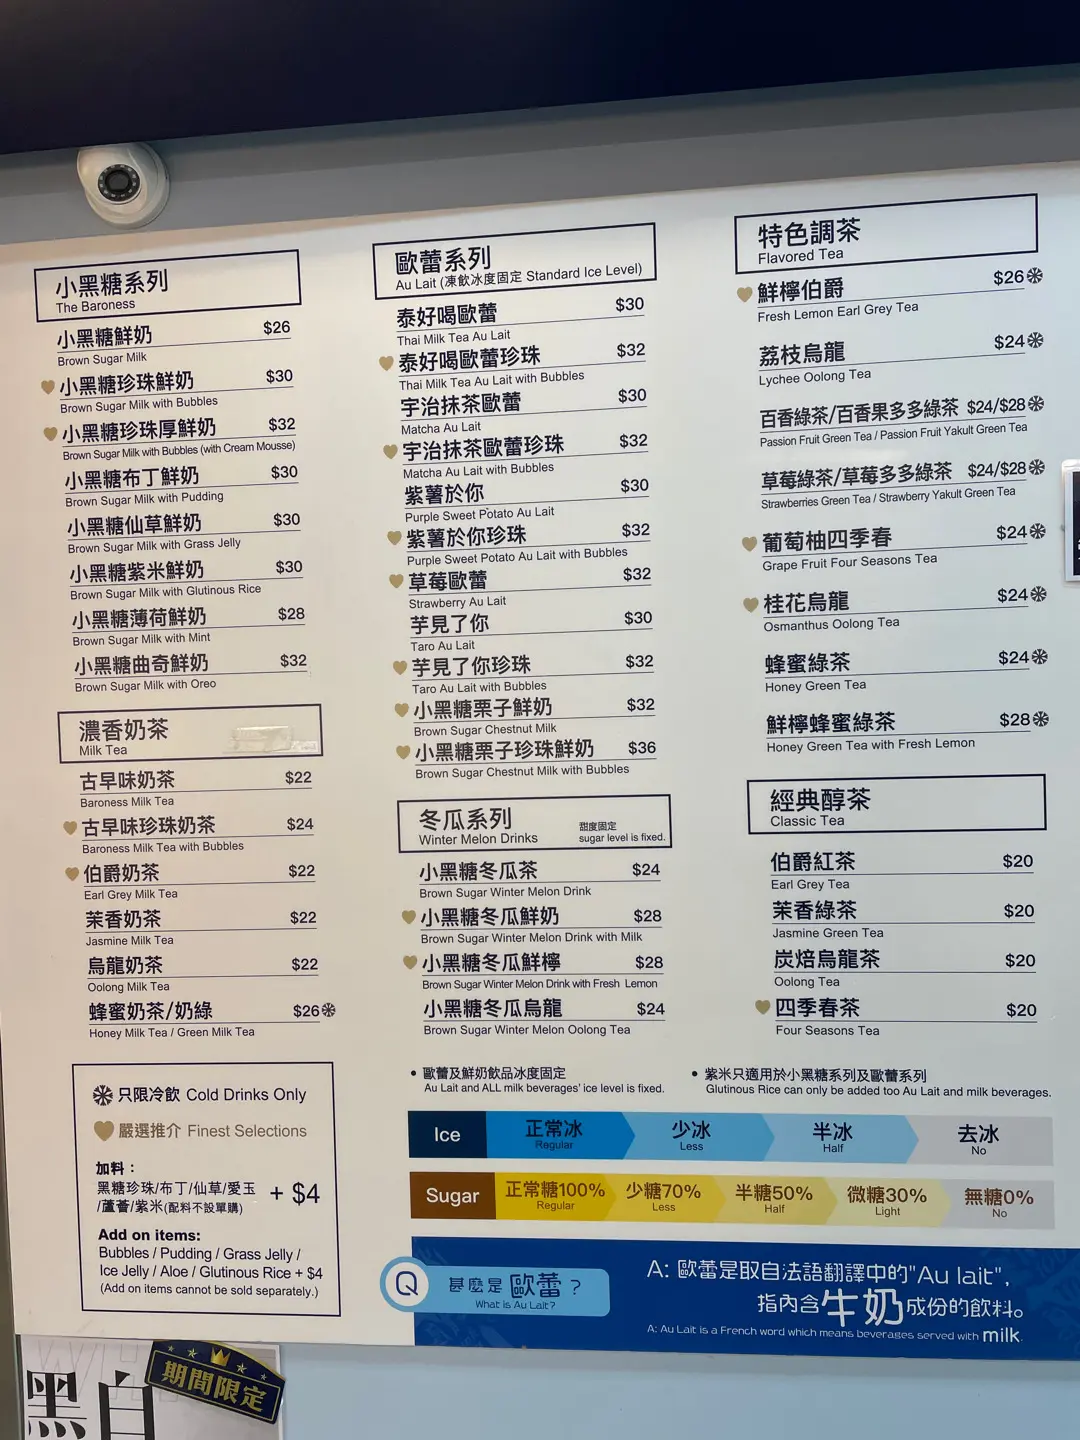 小黑糖系列
The Baroness
小黑糖鮮奶 $26
Brown Sugar Milk
小黑糖珍珠鮮奶 $30
Brown Sugar Milk with Bubbles
小黑糖珍珠厚鮮奶 $32
Brown Sugar Milk with Bubbles (with Cream Mousse)
小黑糖布丁鮮奶 $30
Brown Sugar Milk with Pudding
小黑糖仙草鮮奶 $30
Brown Sugar Milk with Grass Jelly
小黑糖紫米鮮奶 $30
Brown Sugar Milk with Glutinous Rice
小黑糖薄荷鮮奶 $28
Brown Sugar Milk with Mint
小黑糖曲奇鮮奶 $32
Brown Sugar Milk with Oreo
濃香奶茶
Milk Tea
古早味奶茶 $22
Baroness Milk Tea
古早味珍珠奶茶 $24
Baroness Milk Tea with Bubbles
伯爵奶茶 $22
Earl Grey Milk Tea
茉香奶茶 $22
Jasmine Milk Tea
烏龍奶茶 $22
Oolong Milk Tea
蜂蜜奶茶/奶綠 $26
Honey Milk Tea / Green Milk Tea
只限冷飲 Cold Drinks Only
嚴選推介 Finest Selections
加料：
黑糖珍珠/布丁/仙草/愛玉
/蘆薈/紫米(配料不設單購) + $4
Add on items:
Bubbles / Pudding / Grass Jelly /
Ice Jelly / Aloe / Glutinous Rice + $4
(Add on items cannot be sold separately.)
歐蕾系列
Au Lait (凍飲冰度固定 Standard Ice Level)
泰好喝歐蕾 $30
Thai Milk Tea Au Lait
泰好喝歐蕾珍珠 $32
Thai Milk Tea Au Lait with Bubbles
宇治抹茶歐蕾 $30
Matcha Au Lait
宇治抹茶歐蕾珍珠 $32
Matcha Au Lait with Bubbles
紫薯於你 $30
Purple Sweet Potato Au Lait
紫薯於你珍珠 $32
Purple Sweet Potato Au Lait with Bubbles
草莓歐蕾 $32
Strawberry Au Lait
芋見了你 $30
Taro Au Lait
芋見了你珍珠 $32
Taro Au Lait with Bubbles
小黑糖栗子鮮奶 $32
Brown Sugar Chestnut Milk
小黑糖栗子珍珠鮮奶 $36
Brown Sugar Chestnut Milk with Bubbles
冬瓜系列 甜度固定
Winter Melon Drinks sugar level is fixed.
小黑糖冬瓜茶 $24
Brown Sugar Winter Melon Drink
小黑糖冬瓜鮮奶 $28
Brown Sugar Winter Melon Drink with Milk
小黑糖冬瓜鮮檸 $28
Brown Sugar Winter Melon Drink with Fresh Lemon
小黑糖冬瓜烏龍 $24
Brown Sugar Winter Melon Oolong Tea
特色調茶
Flavored Tea
鮮檸伯爵 $26
Fresh Lemon Earl Grey Tea
荔枝烏龍 $24
Lychee Oolong Tea
百香綠茶/百香果多多綠茶 $24/$28
Passion Fruit Green Tea / Passion Fruit Yakult Green Tea
草莓綠茶/草莓多多綠茶 $24/$28
Strawberries Green Tea / Strawberry Yakult Green Tea
葡萄柚四季春 $24
Grape Fruit Four Seasons Tea
桂花烏龍 $24
Osmanthus Oolong Tea
蜂蜜綠茶 $24
Honey Green Tea
鮮檸蜂蜜綠茶 $28
Honey Green Tea with Fresh Lemon
經典醇茶
Classic Tea
伯爵紅茶 $20
Earl Grey Tea
茉香綠茶 $20
Jasmine Green Tea
炭焙烏龍茶 $20
Oolong Tea
四季春茶 $20
Four Seasons Tea
• 歐蕾及鮮奶飲品冰度固定
Au Lait and ALL milk beverages' ice level is fixed.
• 紫米只適用於小黑糖系列及歐蕾系列
Glutinous Rice can only be added too Au Lait and milk beverages.
Ice 正常冰 少冰 半冰 去冰
Regular Less Half No
Sugar 正常糖100% 少糖70% 半糖50% 微糖30% 無糖0%
Regular Less Half Light No
Q 甚麼是歐蕾？
What is Au Lait?
A: 歐蕾是取自法語翻譯中的"Au lait",
指內含牛奶成份的飲料。
A: Au Lait is a French word which means beverages served with milk.
期間限定
黑白